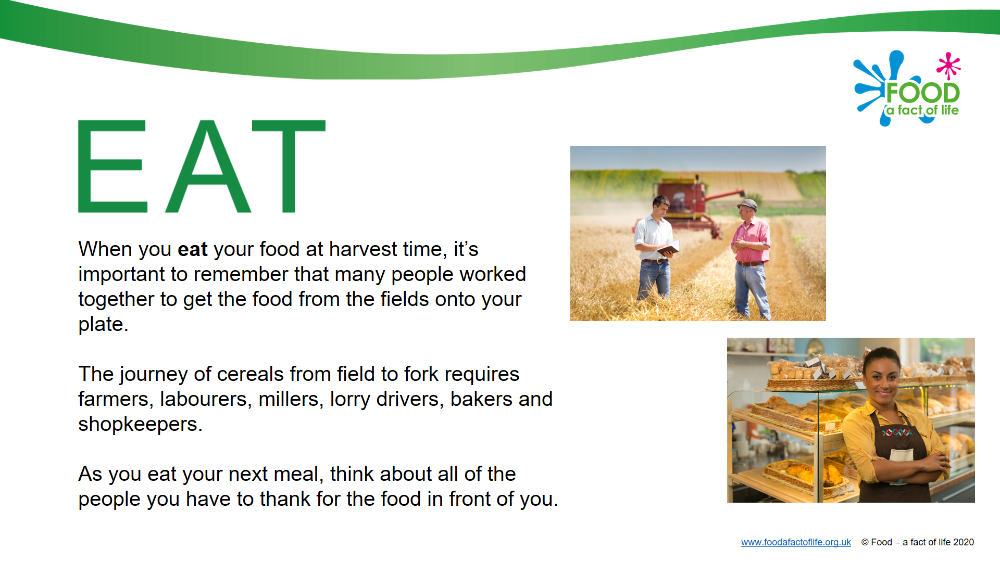 FOOD
a fact of life
EAT
When you eat your food at harvest time, it’s
important to remember that many people worked
together to get the food from the fields onto your
plate.
The journey of cereals from field to fork requires
farmers, labourers, millers, lorry drivers, bakers and
shopkeepers.
As you eat your next meal, think about all of the
people you have to thank for the food in front of you.
www.foodafactoflife.org.uk © Food – a fact of life 2020